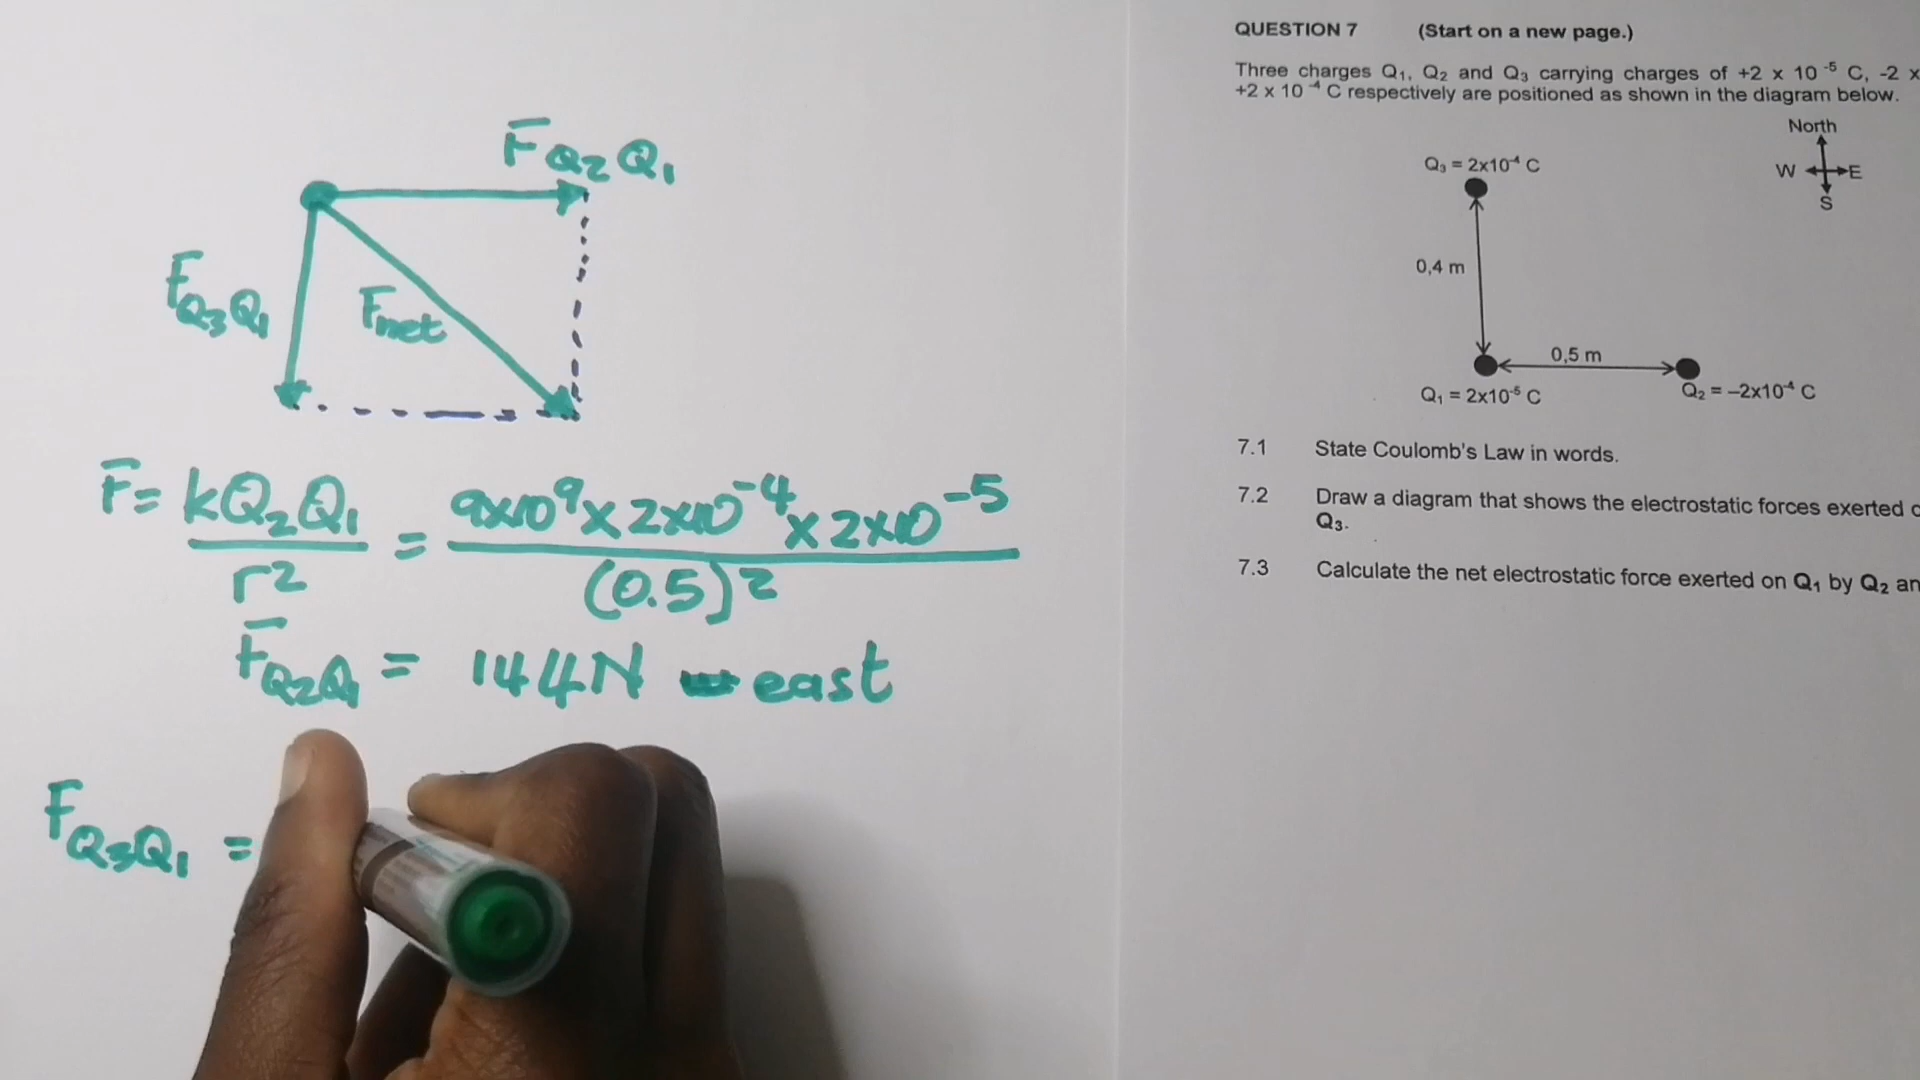 F Q2 Q1
F Q3 Q1
Fnet
F = kQ2Q1 / r² = 9x10⁹ x 2x10⁻⁴ x 2x10⁻⁵ / (0.5)²
F Q2Q1 = 144N east
F Q3Q1 =
QUESTION 7 (Start on a new page.)
Three charges Q₁, Q₂ and Q₃ carrying charges of +2 x 10⁻⁵ C, -2 x
+2 x 10⁻⁴ C respectively are positioned as shown in the diagram below.
North
W E
S
Q₃ = 2x10⁻⁴ C
0,4 m
0,5 m
Q₁ = 2x10⁻⁵ C
Q₂ = –2x10⁻⁴ C
7.1 State Coulomb's Law in words.
7.2 Draw a diagram that shows the electrostatic forces exerted
Q₃.
7.3 Calculate the net electrostatic force exerted on Q₁ by Q₂